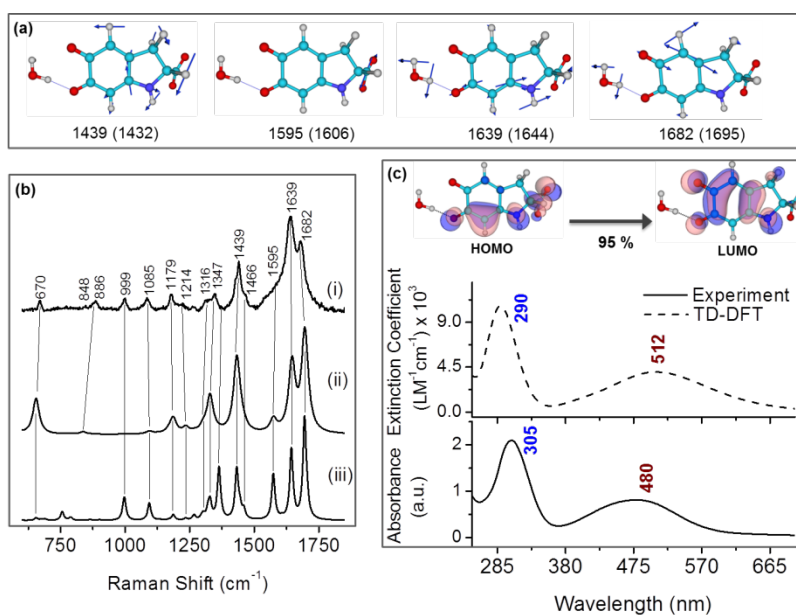 (a)
1439 (1432)
1595 (1606)
1639 (1644)
1682 (1695)
(b)
670
848
886
999
1085
1179
1214
1316
1347
1439
1466
1595
1639
1682
(i)
(ii)
(iii)
750
1000
1250
1500
1750
Raman Shift (cm⁻¹)
(c)
HOMO
95 %
LUMO
Experiment
TD-DFT
290
512
9.0
4.5
0.0
Extinction Coefficient
(LM⁻¹cm⁻¹) x 10³
305
480
2
1
0
Absorbance
(a.u.)
285
380
475
570
665
Wavelength (nm)